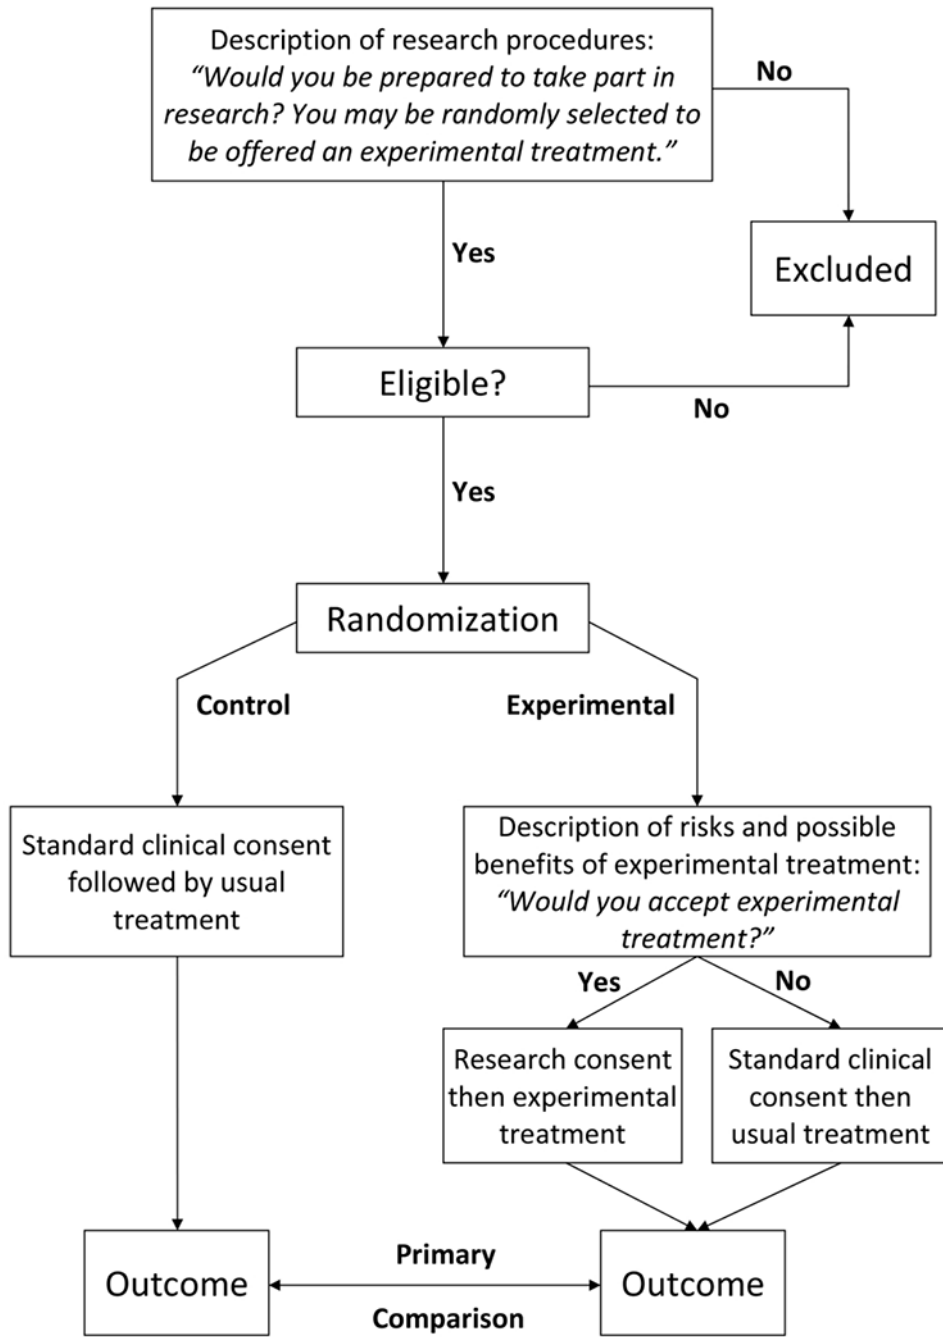 Description of research procedures:
“Would you be prepared to take part in
research? You may be randomly selected to
be offered an experimental treatment.”
No
Yes
Excluded
Eligible?
No
Yes
Randomization
Control
Experimental
Standard clinical consent
followed by usual
treatment
Description of risks and possible
benefits of experimental treatment:
“Would you accept experimental
treatment?”
Yes
No
Research consent
then experimental
treatment
Standard clinical
consent then
usual treatment
Outcome
Primary
Comparison
Outcome